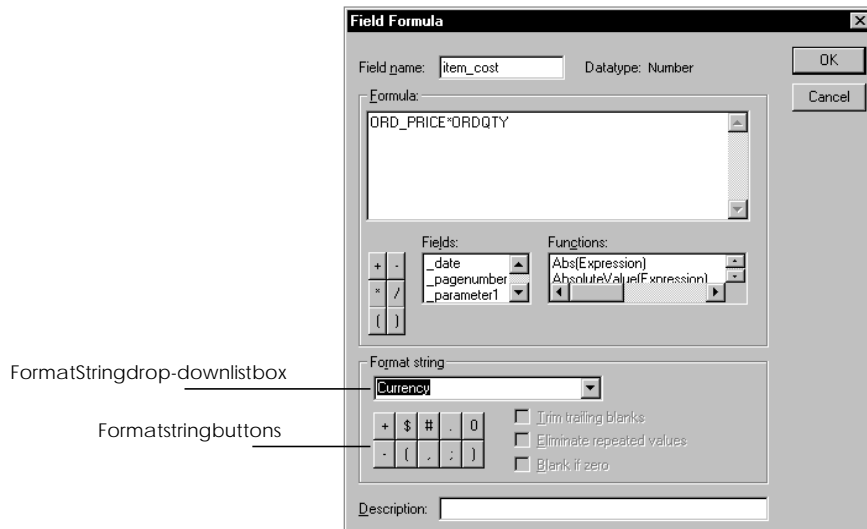 Field Formula
Field name: item_cost Datatype: Number OK
Cancel
Formula:
ORD_PRICE*ORDQTY
Fields: Functions:
+ - _date Abs(Expression)
* / _pagenumber AbsoluteValue(Expression)
( ) _parameter1
Format string
FormatStringdrop-downlistbox
Currency
Formatstringbuttons
+ $ # . 0 Trim trailing blanks
- ( , ; ) Eliminate repeated values
Blank if zero
Description: